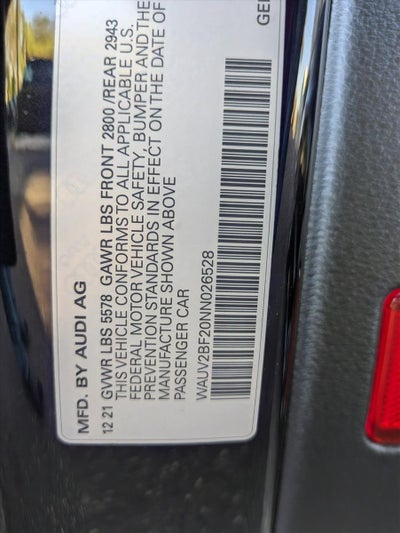 MFD. BY AUDI AG
12 21 GVWR LBS 5578 GAWR LBS FRONT 2800 /REAR 2943
THIS VEHICLE CONFORMS TO ALL APPLICABLE U.S.
FEDERAL MOTOR VEHICLE SAFETY, BUMPER AND THE
PREVENTION STANDARDS IN EFFECT ON THE DATE OF
MANUFACTURE SHOWN ABOVE
PASSENGER CAR
WAUV2BF20NN026528